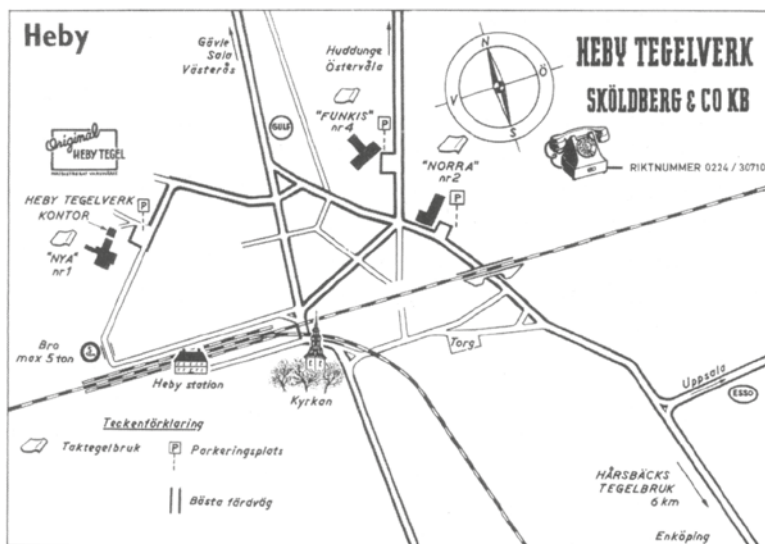 Heby
Gävle
Sala
Västerås
Huddunge
Östervåla
N
Ö
V
S
HEBY TEGELVERK
SKÖLDBERG & CO KB
RIKTNUMMER 0224 / 30710
GULF
"FUNKIS"
nr 4
P
"NORRA"
nr 2
P
Original
HEBY TEGEL
HEBY TEGELVERK
KONTOR
P
"NYA"
nr 1
Bro
max 5 ton
5
Heby station
Kyrkan
Torg
Uppsala
ESSO
Teckenförklaring
Taktegelbruk
P
Parkeringsplats
Bästa färdväg
HÅRSBÄCKS
TEGELBRUK
6 km
Enköping